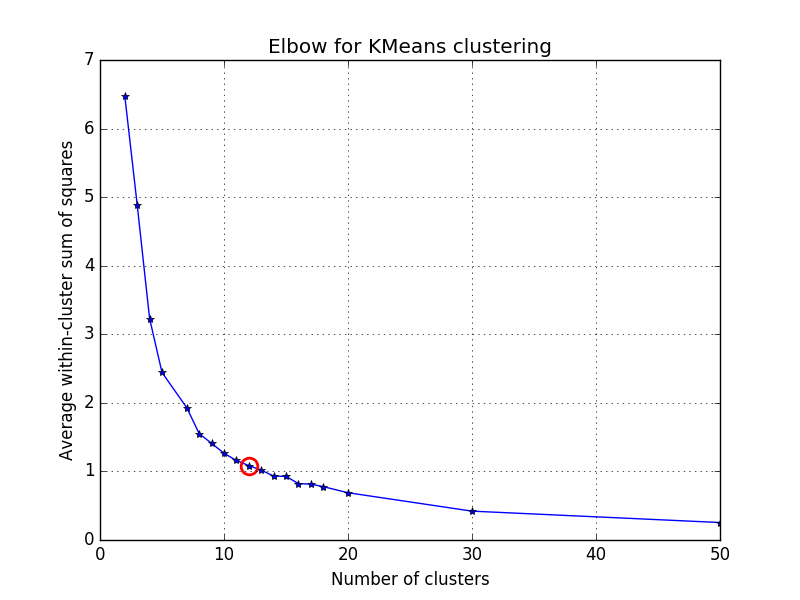 Elbow for KMeans clustering
7
6
5
4
3
2
1
0
Average within-cluster sum of squares
0 10 20 30 40 50
Number of clusters